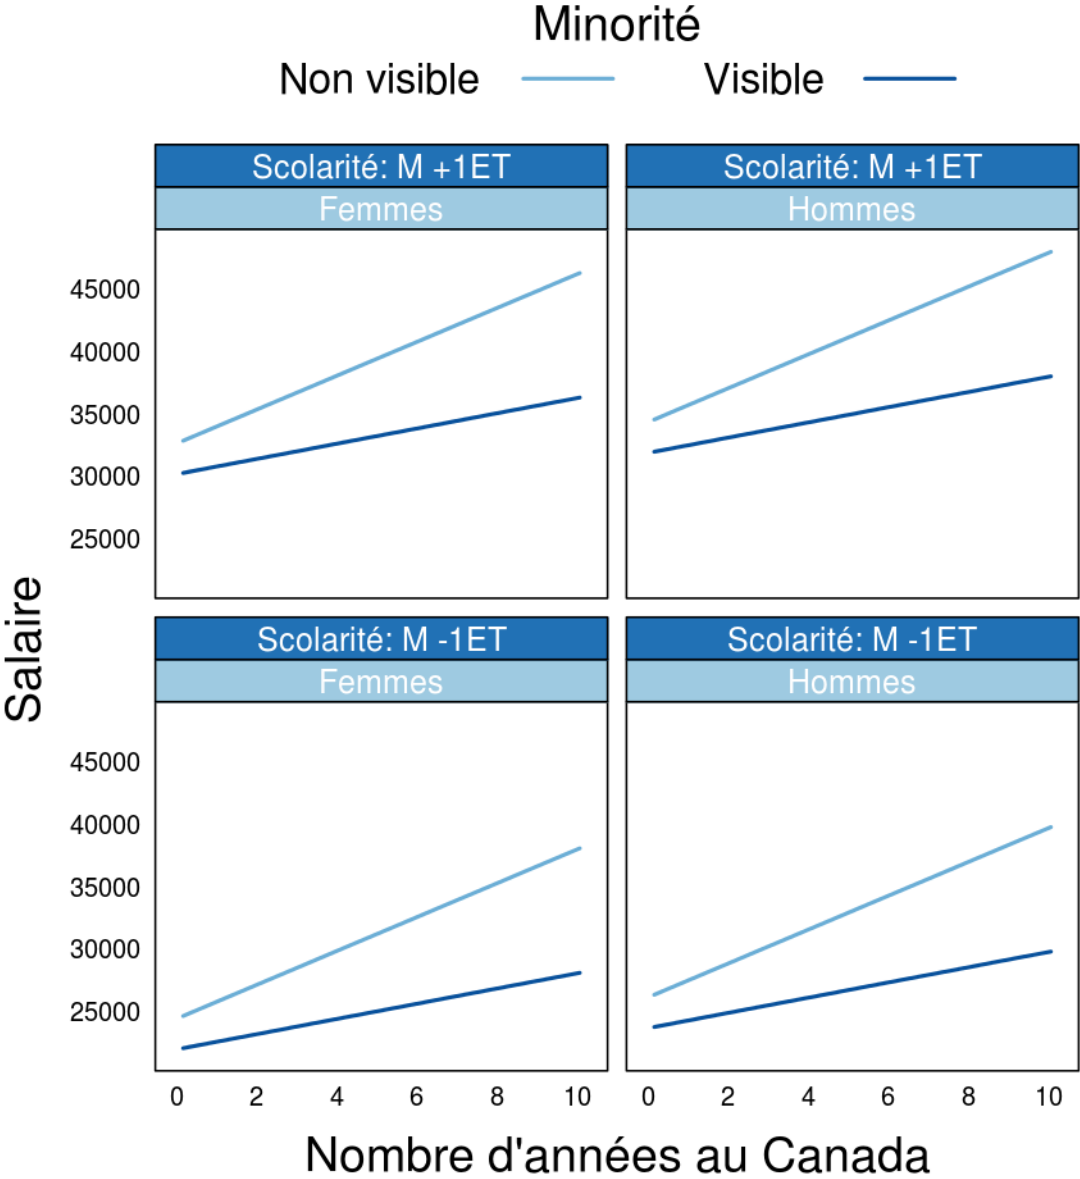 Minorité
Non visible Visible
Scolarité: M +1ET Scolarité: M +1ET
Femmes Hommes
45000
40000
35000
30000
25000
Salaire
Scolarité: M -1ET Scolarité: M -1ET
Femmes Hommes
45000
40000
35000
30000
25000
0 2 4 6 8 10 0 2 4 6 8 10
Nombre d'années au Canada